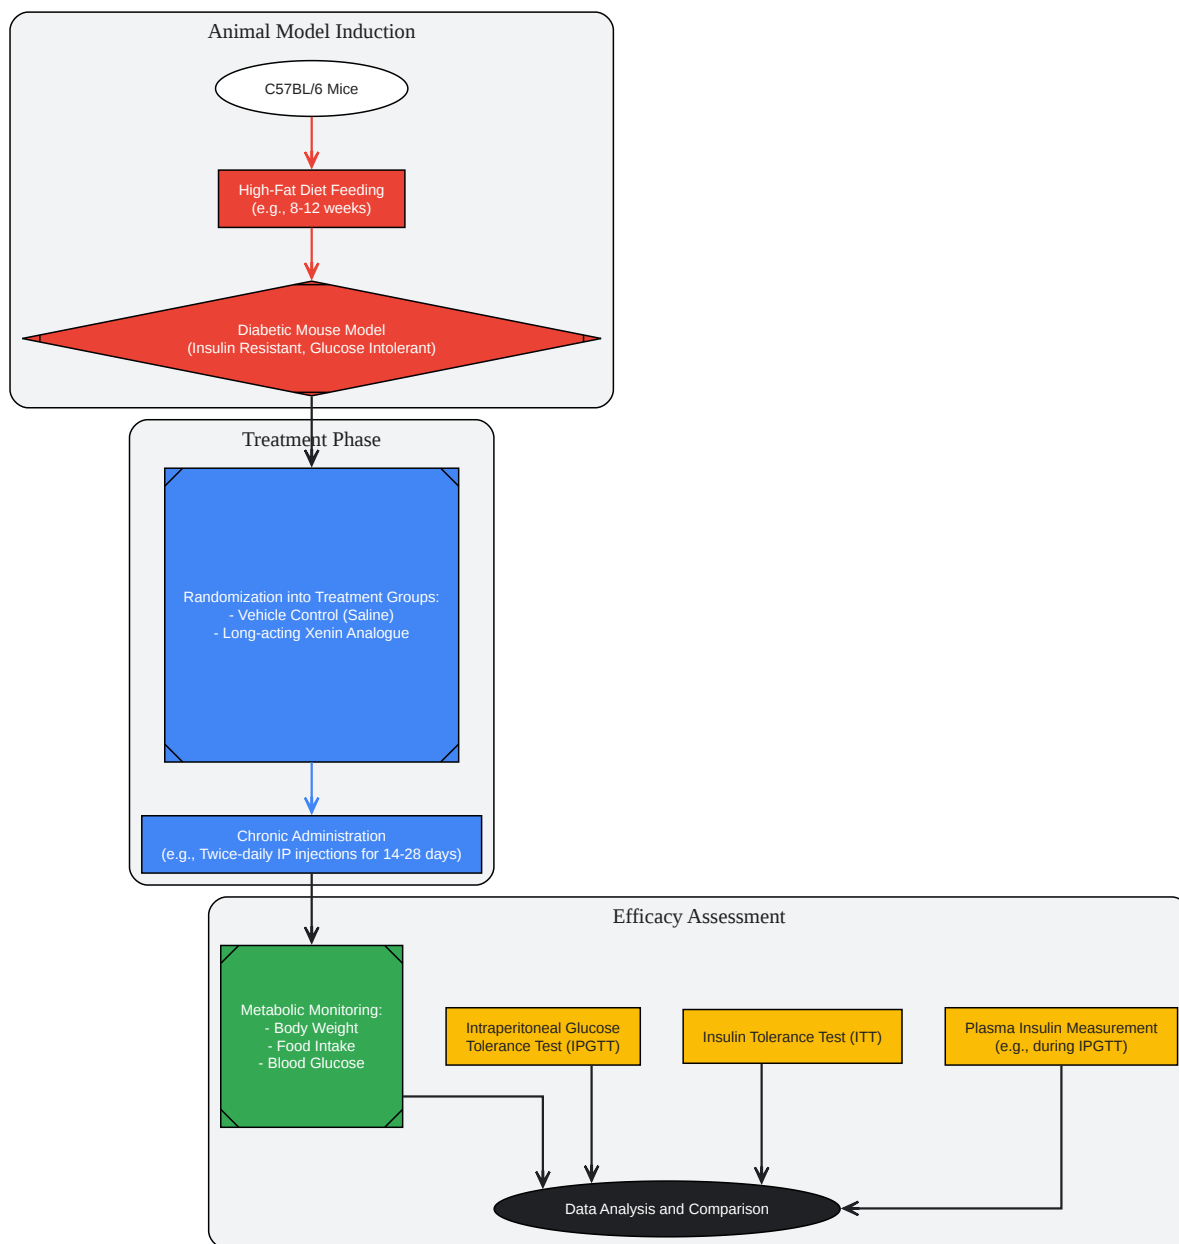 Animal Model Induction
C57BL/6 Mice
High-Fat Diet Feeding
(e.g., 8-12 weeks)
Diabetic Mouse Model
(Insulin Resistant, Glucose Intolerant)
Treatment Phase
Randomization into Treatment Groups:
- Vehicle Control (Saline)
- Long-acting Xenin Analogue
Chronic Administration
(e.g., Twice-daily IP injections for 14-28 days)
Efficacy Assessment
Metabolic Monitoring:
- Body Weight
- Food Intake
- Blood Glucose
Intraperitoneal Glucose
Tolerance Test (IPGTT)
Insulin Tolerance Test (ITT)
Plasma Insulin Measurement
(e.g., during IPGTT)
Data Analysis and Comparison